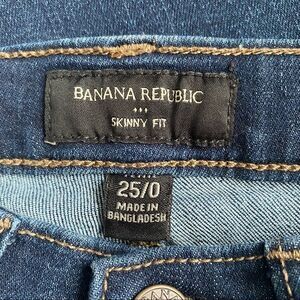 BANANA REPUBLIC
SKINNY FIT
25/0
MADE IN
BANGLADESH